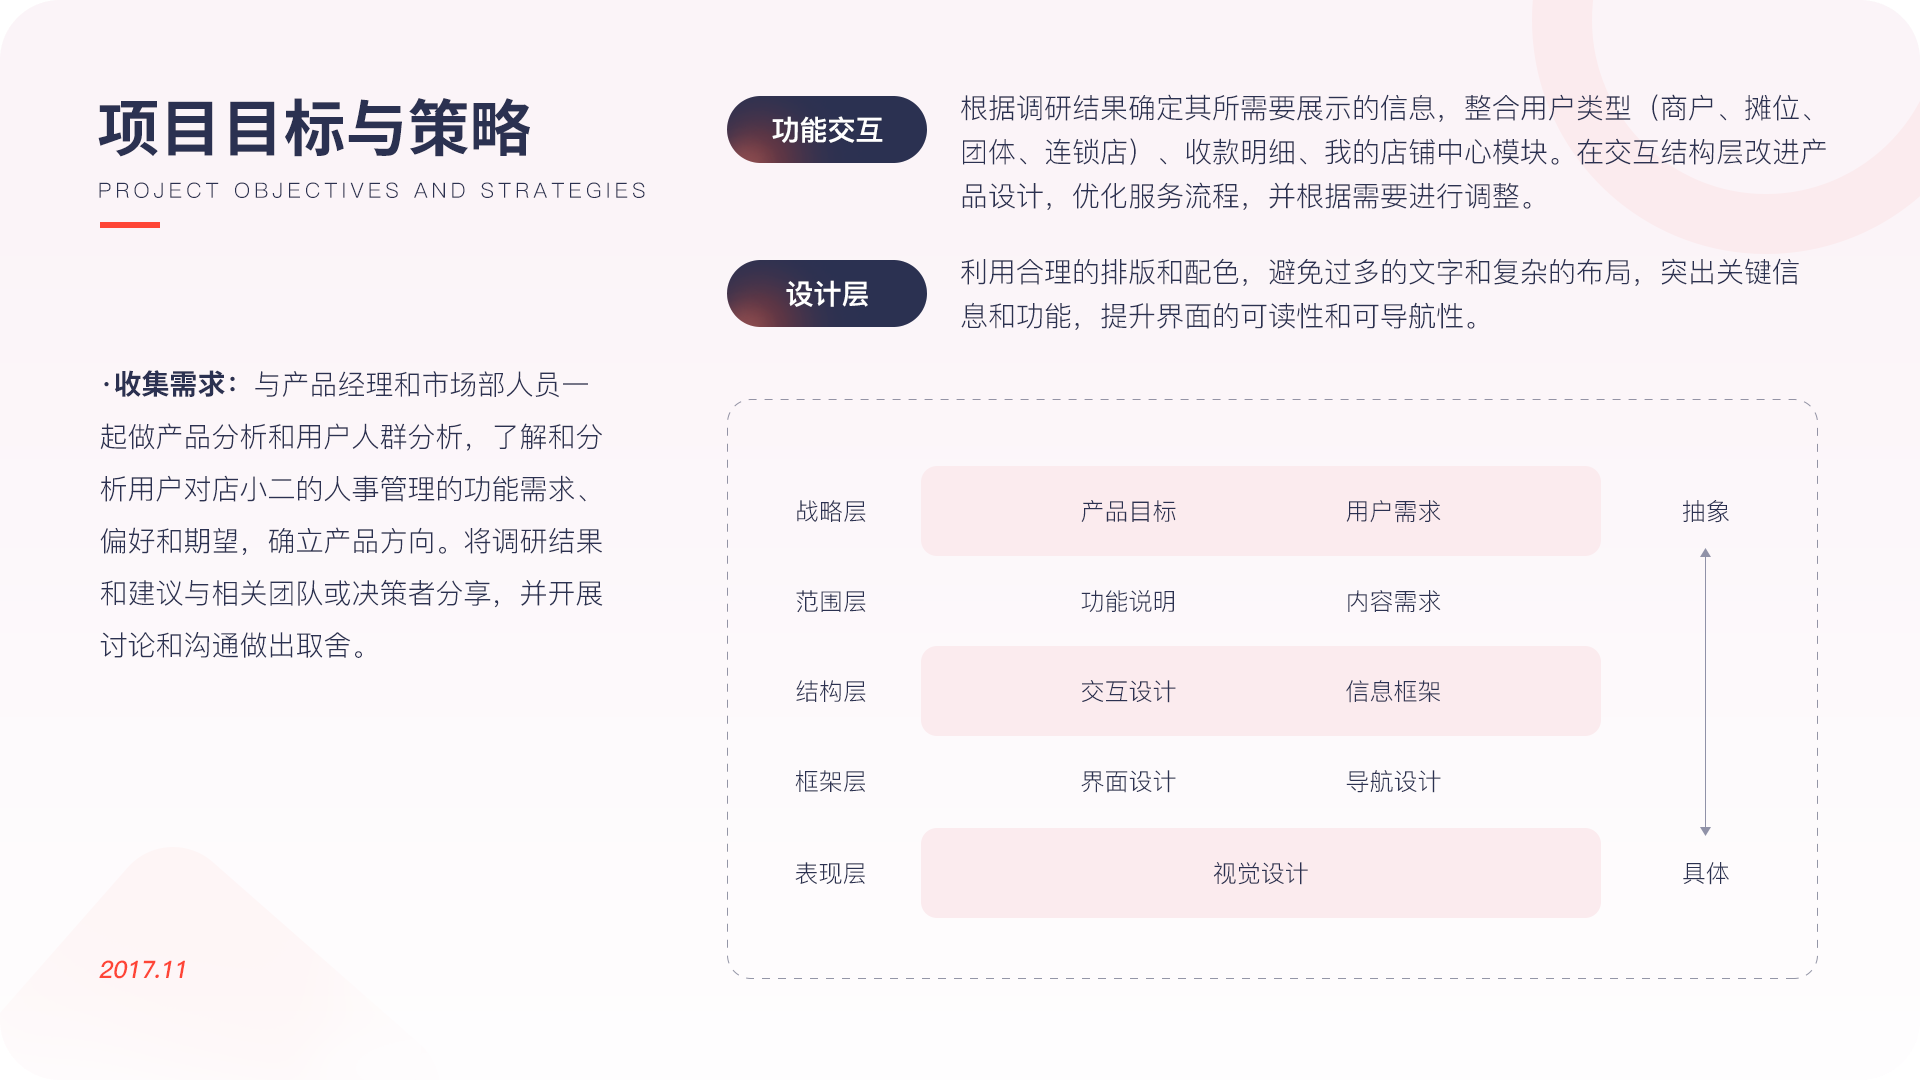 项目目标与策略
PROJECT OBJECTIVES AND STRATEGIES
·收集需求：与产品经理和市场部人员一
起做产品分析和用户人群分析，了解和分
析用户对店小二的人事管理的功能需求、
偏好和期望，确立产品方向。将调研结果
和建议与相关团队或决策者分享，并开展
讨论和沟通做出取舍。
2017.11
功能交互
根据调研结果确定其所需要展示的信息，整合用户类型（商户、摊位、
团体、连锁店）、收款明细、我的店铺中心模块。在交互结构层改进产
品设计，优化服务流程，并根据需要进行调整。
设计层
利用合理的排版和配色，避免过多的文字和复杂的布局，突出关键信
息和功能，提升界面的可读性和可导航性。
战略层 产品目标 用户需求 抽象
范围层 功能说明 内容需求
结构层 交互设计 信息框架
框架层 界面设计 导航设计
表现层 视觉设计 具体